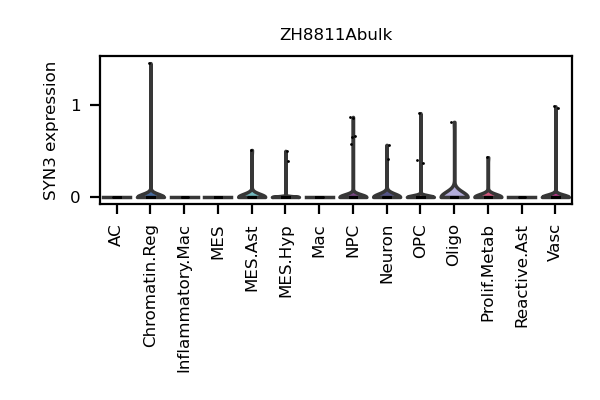 ZH8811Abulk
SYN3 expression
1
0
AC
Chromatin.Reg
Inflammatory.Mac
MES
MES.Ast
MES.Hyp
Mac
NPC
Neuron
OPC
Oligo
Prolif.Metab
Reactive.Ast
Vasc